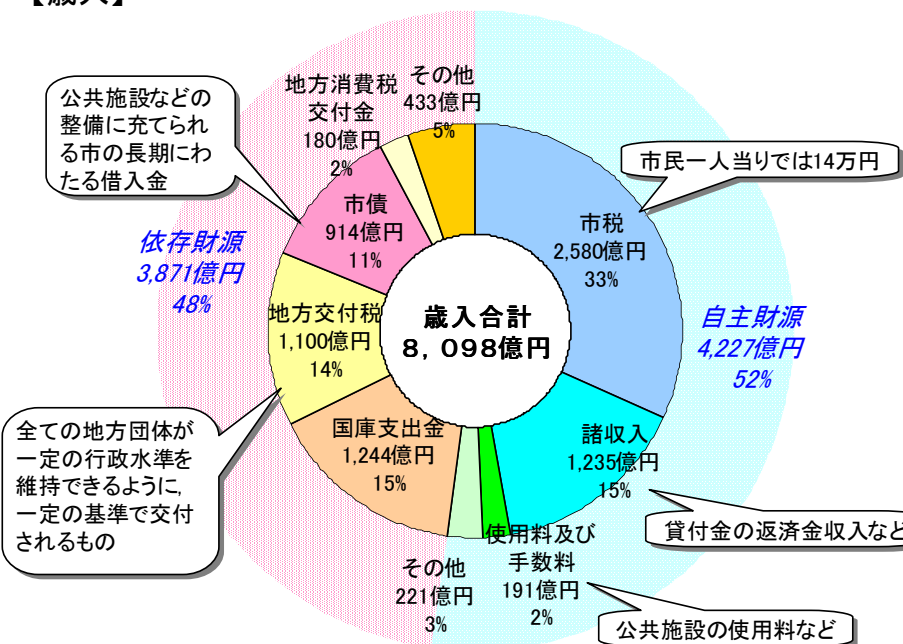 【歳入】
地方消費税
交付金
180億円
2%
その他
433億円
5%
公共施設などの
整備に充てられ
る市の長期にわ
たる借入金
市民一人当りでは14万円
市債
914億円
11%
市税
2,580億円
33%
依存財源
3,871億円
48%
地方交付税
1,100億円
14%
歳入合計
8,098億円
自主財源
4,227億円
52%
全ての地方団体が
一定の行政水準を
維持できるように,
一定の基準で交付
されるもの
国庫支出金
1,244億円
15%
諸収入
1,235億円
15%
貸付金の返済金収入など
使用料及び
手数料
191億円
2%
その他
221億円
3%
公共施設の使用料など